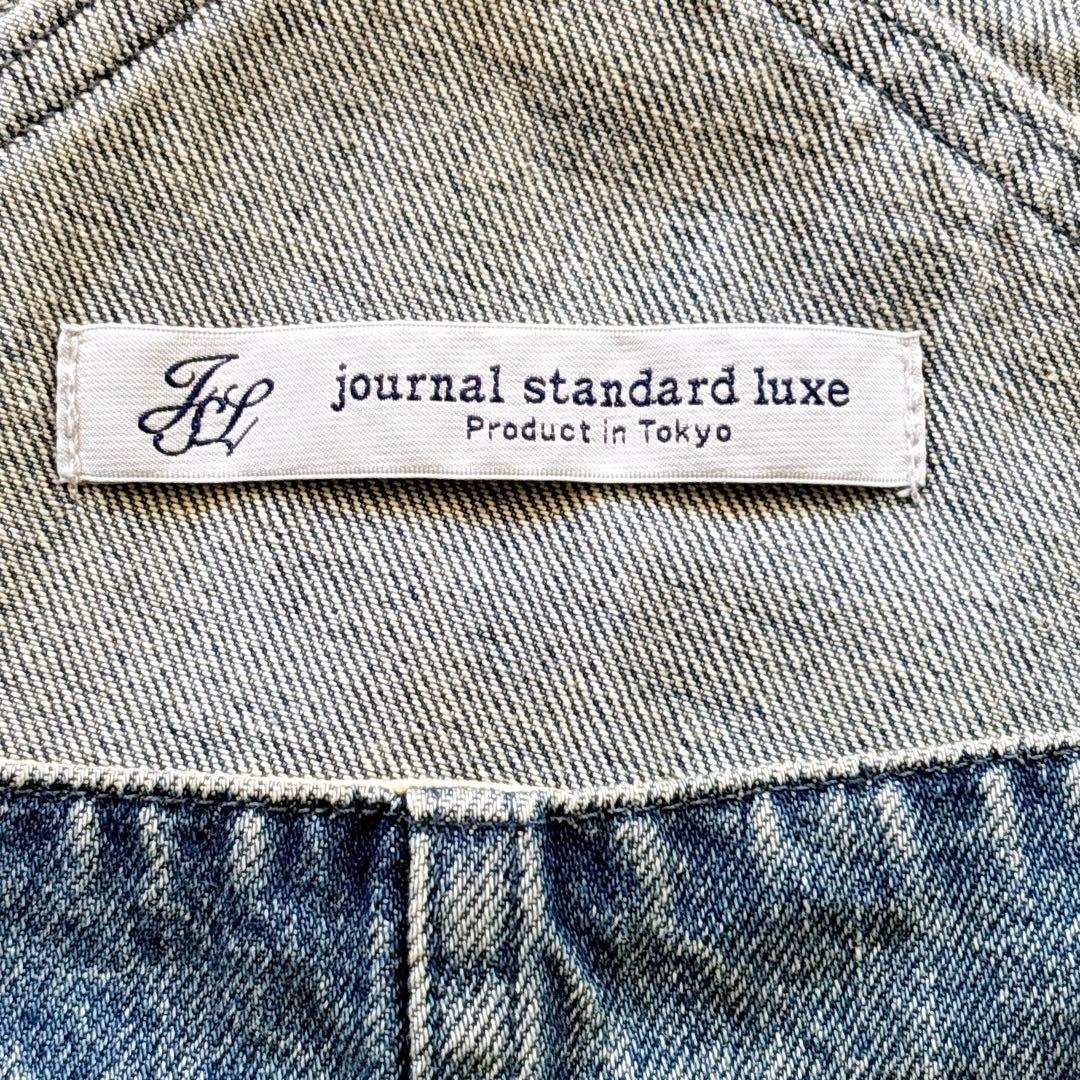 JSL
journal standard luxe
Product in Tokyo